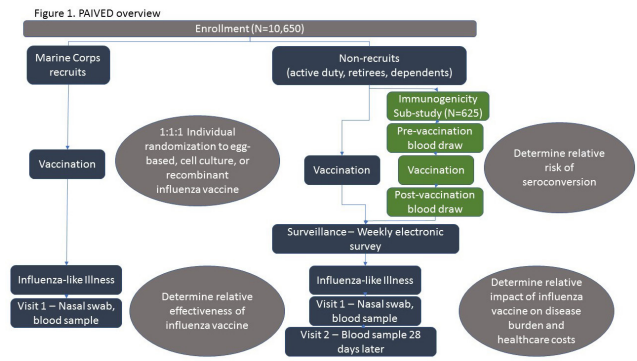 Figure 1. PAIVED overview
Enrollment (N=10,650)
Marine Corps
recruits
Non-recruits
(active duty, retirees, dependents)
Immunogenicity
Sub-study (N=625)
Pre-vaccination
blood draw
1:1:1 Individual
randomization to egg-
based, cell culture, or
recombinant
influenza vaccine
Determine relative
risk of
seroconversion
Vaccination
Vaccination
Vaccination
Post-vaccination
blood draw
Surveillance – Weekly electronic
survey
Influenza-like Illness
Visit 1 – Nasal swab,
blood sample
Determine relative
effectiveness of
influenza vaccine
Influenza-like Illness
Visit 1 – Nasal swab,
blood sample
Visit 2 – Blood sample 28
days later
Determine relative
impact of influenza
vaccine on disease
burden and
healthcare costs